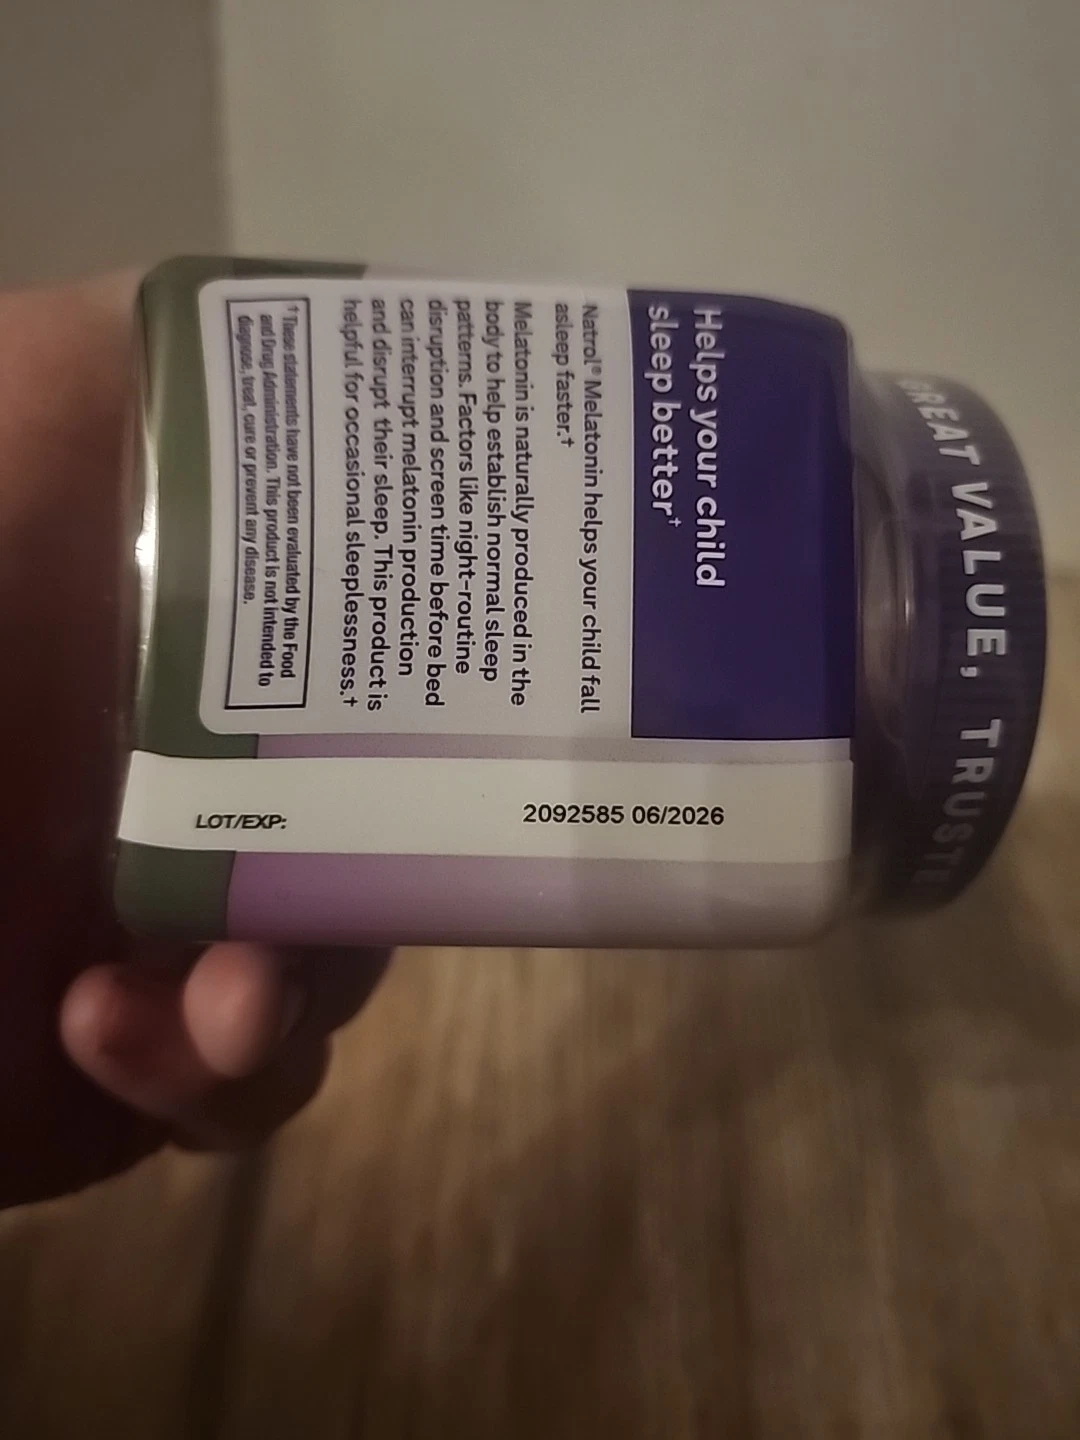 GREAT VALUE, TRUSTE
Helps your child
sleep better†
Natrol® Melatonin helps your child fall
asleep faster.†
Melatonin is naturally produced in the
body to help establish normal sleep
patterns. Factors like night-routine
disruption and screen time before bed
can interrupt melatonin production
and disrupt their sleep. This product is
helpful for occasional sleeplessness.†
† These statements have not been evaluated by the Food
and Drug Administration. This product is not intended to
diagnose, treat, cure or prevent any disease.
LOT/EXP: 2092585 06/2026